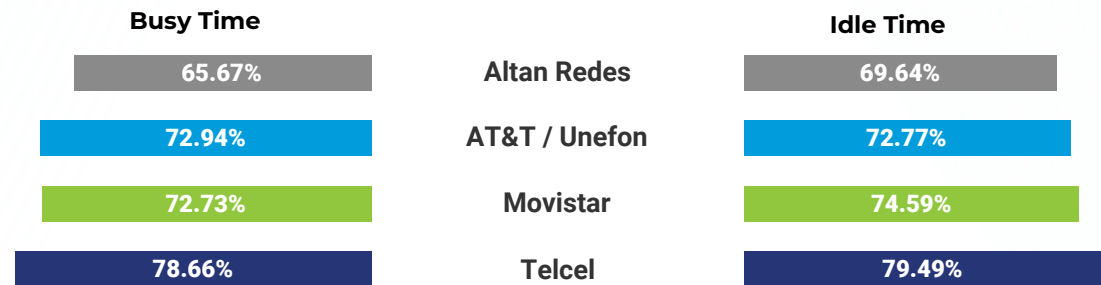 Busy Time
Idle Time
65.67%
Altan Redes
69.64%
72.94%
AT&T / Unefon
72.77%
72.73%
Movistar
74.59%
78.66%
Telcel
79.49%